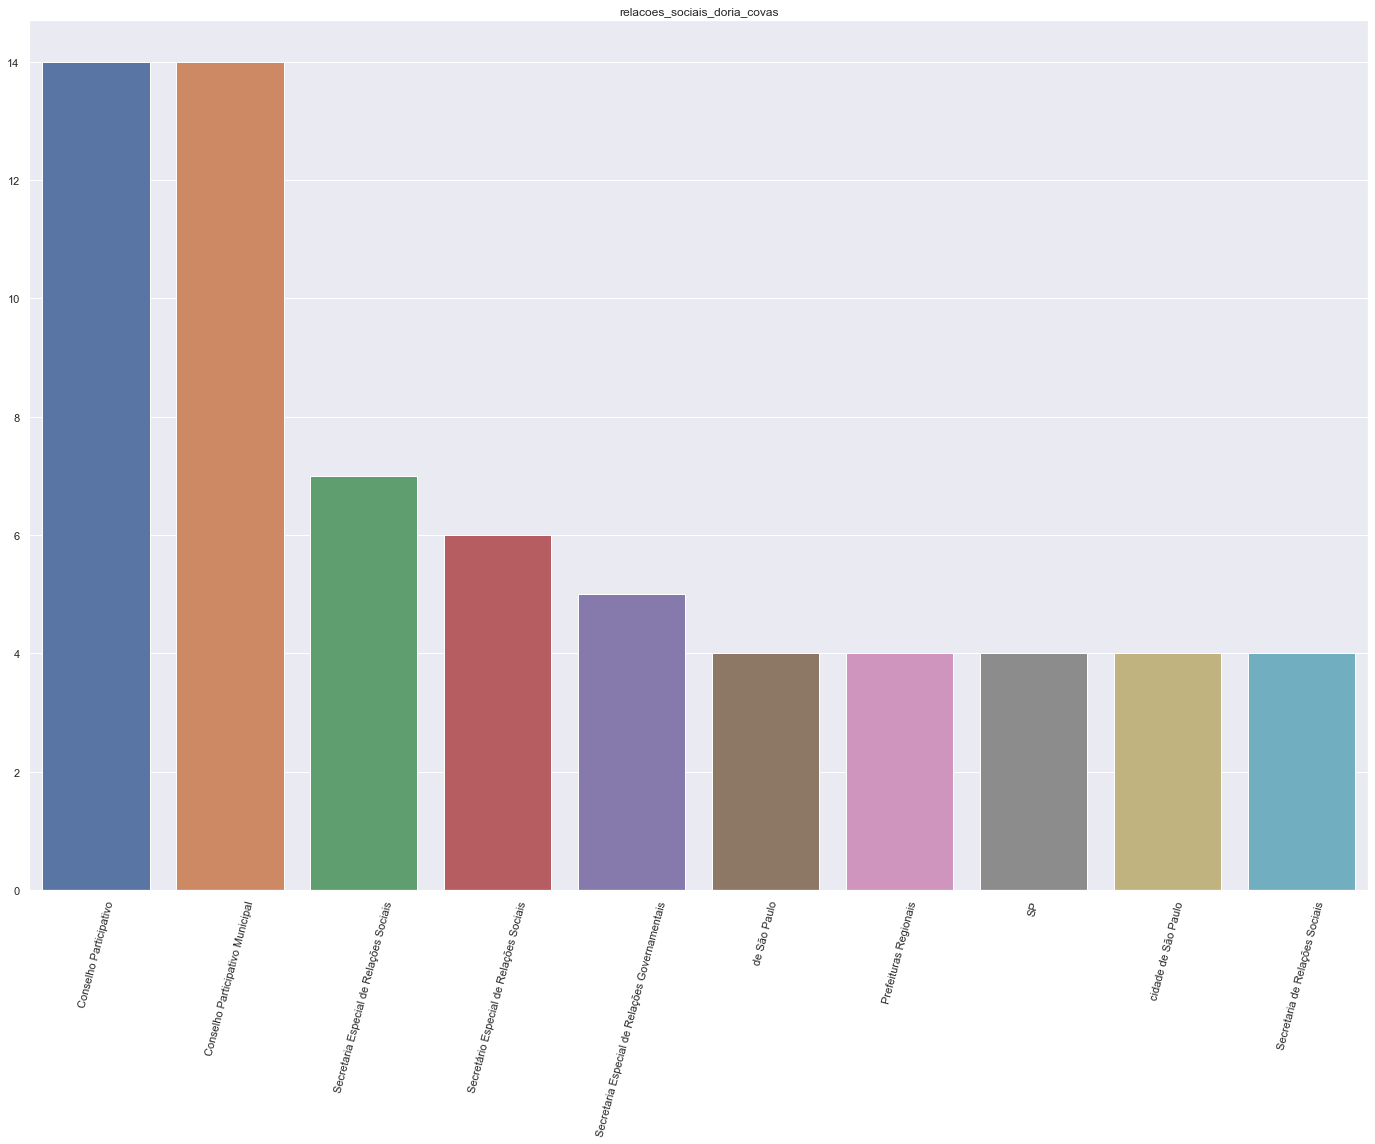 relacoes_sociais_doria_covas
14
12
10
8
6
4
2
0
Conselho Participativo
Conselho Participativo Municipal
Secretaria Especial de Relações Sociais
Secretário Especial de Relações Sociais
Secretaria Especial de Relações Governamentais
de São Paulo
Prefeituras Regionais
SP
cidade de São Paulo
Secretaria de Relações Sociais